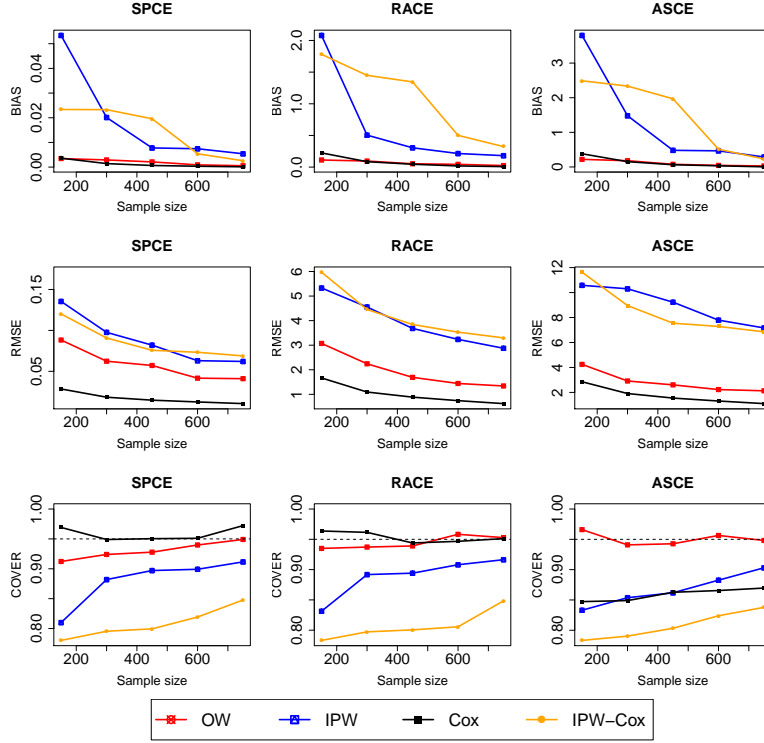 SPCE
RACE
ASCE
BIAS
0.00 0.02 0.04
200 400 600
Sample size
BIAS
0.0 1.0 2.0
200 400 600
Sample size
BIAS
0 1 2 3
200 400 600
Sample size
SPCE
RACE
ASCE
RMSE
0.05 0.15
200 400 600
Sample size
RMSE
1 2 3 4 5 6
200 400 600
Sample size
RMSE
2 4 6 8 12
200 400 600
Sample size
SPCE
RACE
ASCE
COVER
0.80 0.90 1.00
200 400 600
Sample size
COVER
0.80 0.90 1.00
200 400 600
Sample size
COVER
0.80 0.90 1.00
200 400 600
Sample size
OW IPW Cox IPW−Cox